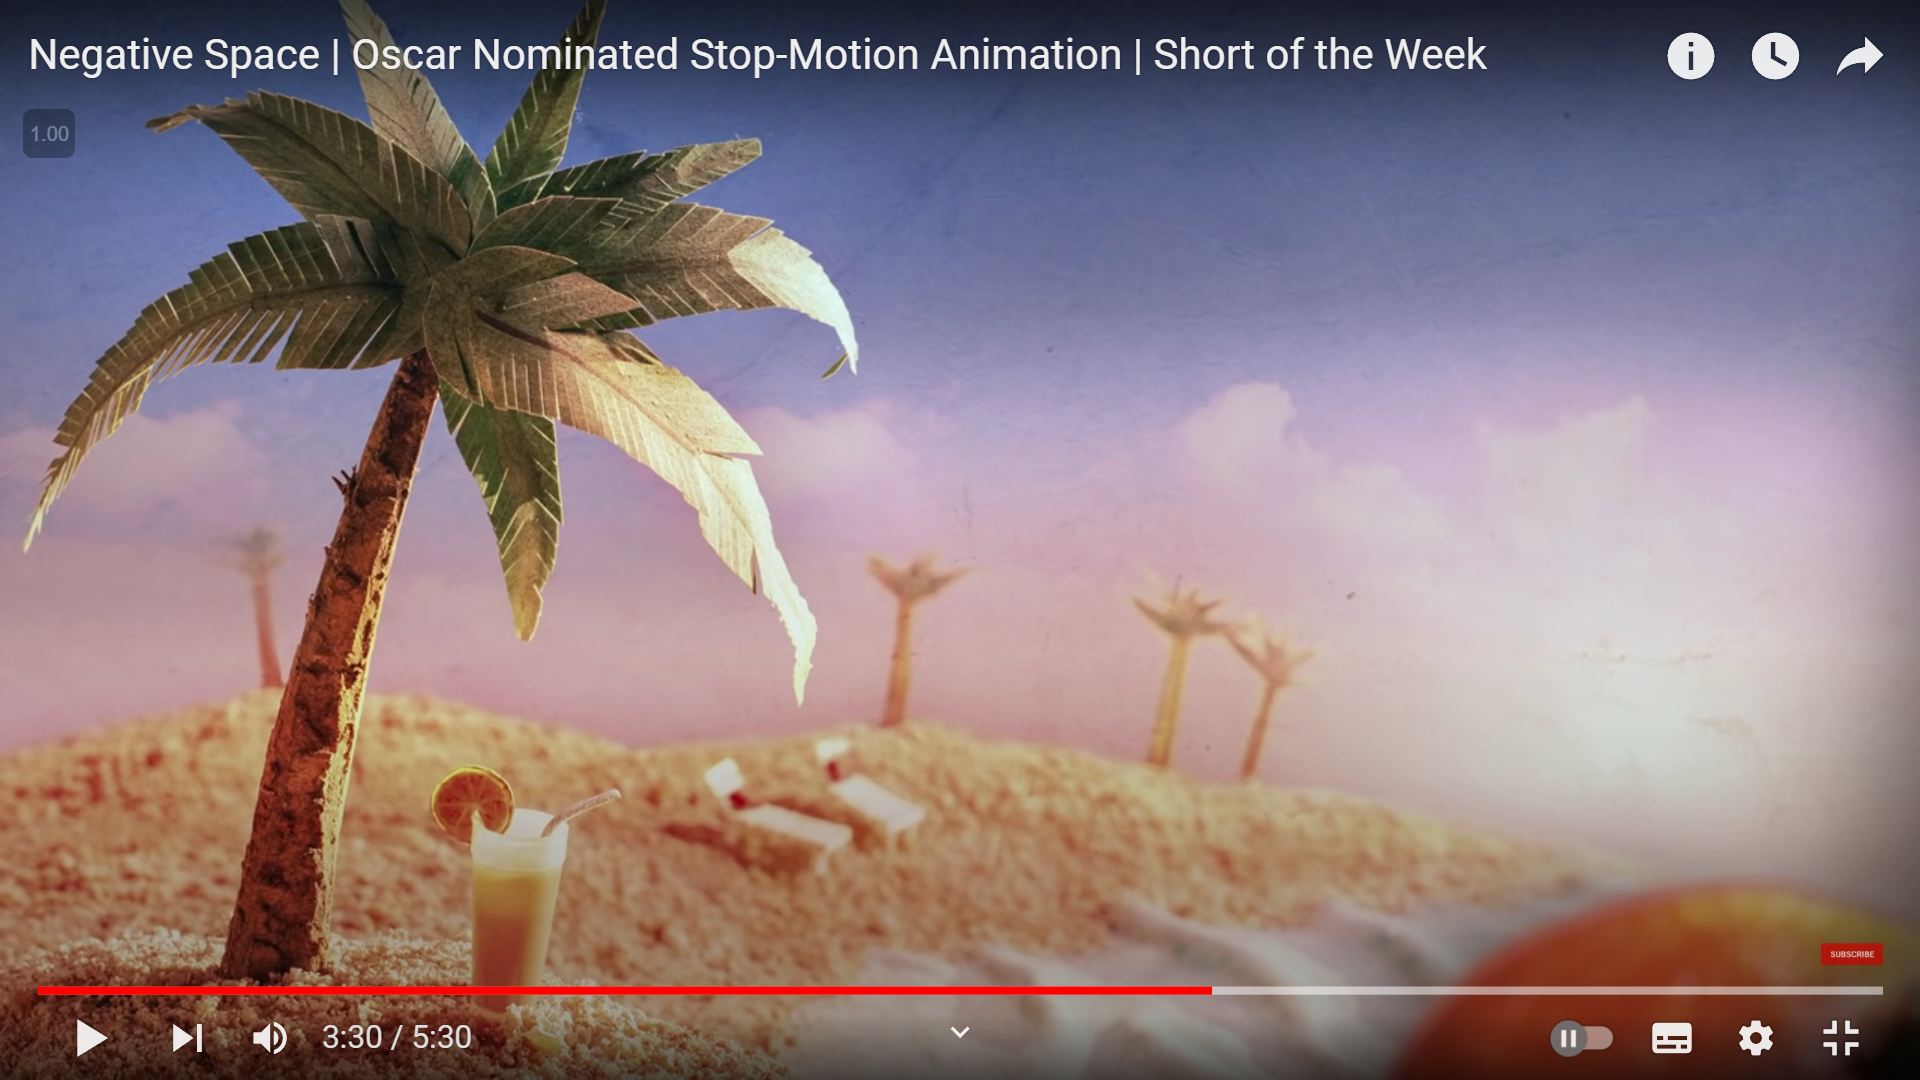 Negative Space | Oscar Nominated Stop-Motion Animation | Short of the Week
1.00
SUBSCRIBE
3:30 / 5:30